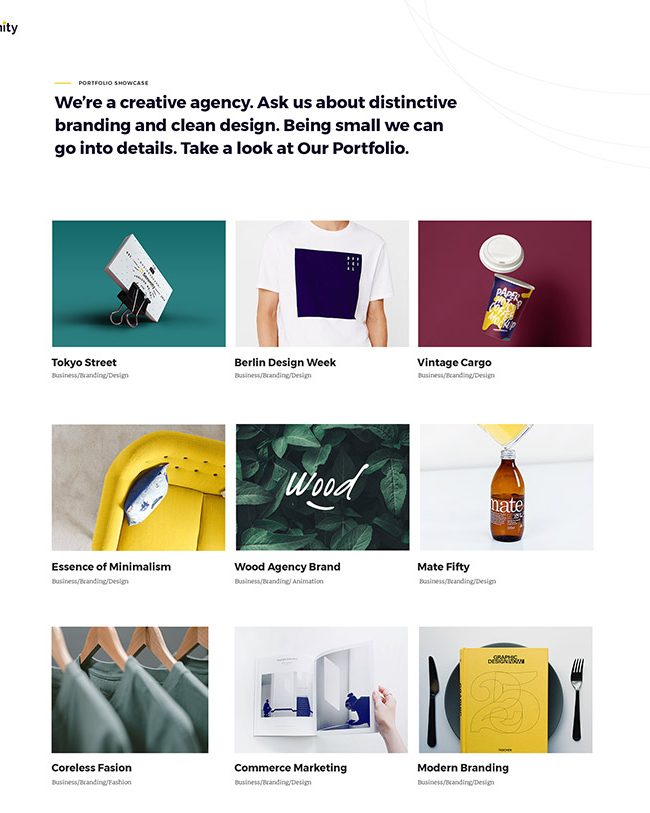 nity
PORTFOLIO SHOWCASE
We're a creative agency. Ask us about distinctive
branding and clean design. Being small we can
go into details. Take a look at Our Portfolio.
Tokyo Street
Business/Branding/Design
Berlin Design Week
Business/Branding/Design
PAPER
Vintage Cargo
Business/Branding/Design
Essence of Minimalism
Business/Branding/Design
Wood
Wood Agency Brand
Business/Branding/ Animation
mate
Mate Fifty
Business/Branding/Design
Coreless Fasion
Business/Branding/Fashion
Commerce Marketing
Business/Branding/Design
GRAPHIC
DESIGN
25
TASCHEN
Modern Branding
Business/Branding/Design